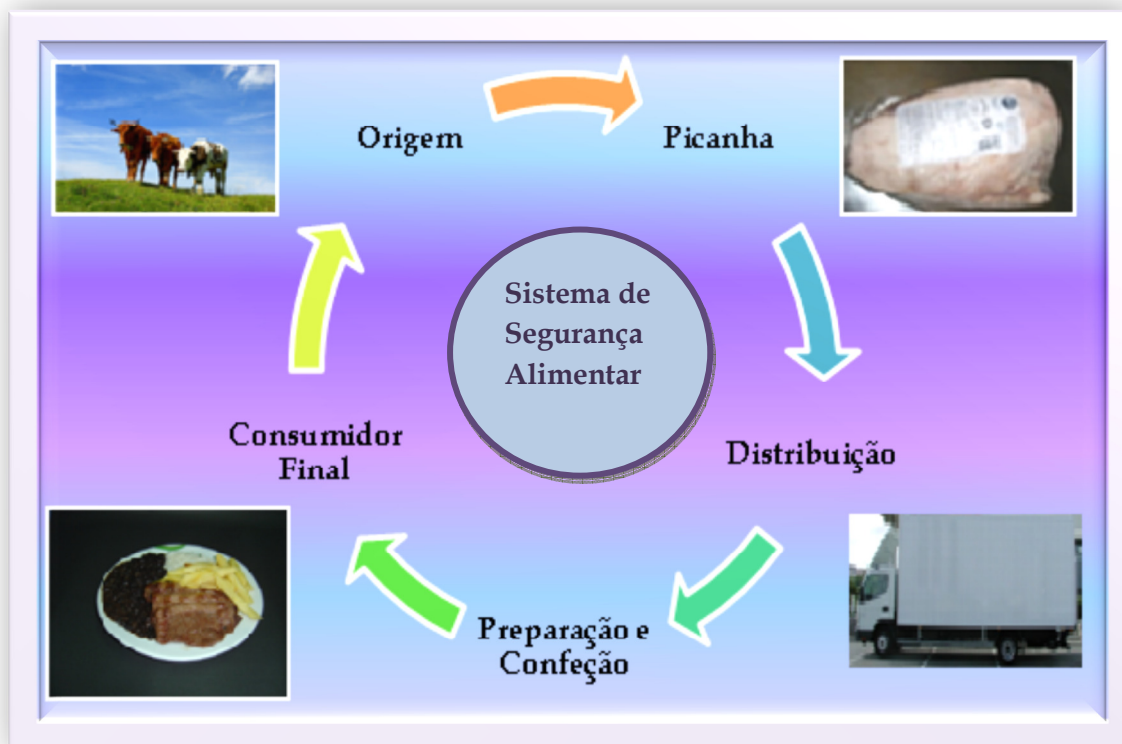 Origem
Picanha
Sistema de
Segurança
Alimentar
Consumidor
Final
Distribuição
Preparação e
Confeção